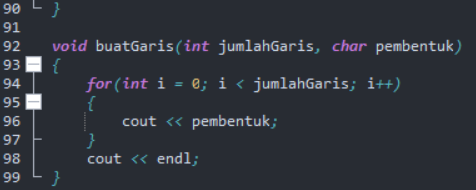 90 }
91
92 void buatGaris(int jumlahGaris, char pembentuk)
93 {
94 for(int i = 0; i < jumlahGaris; i++)
95 {
96 cout << pembentuk;
97 }
98 cout << endl;
99 }